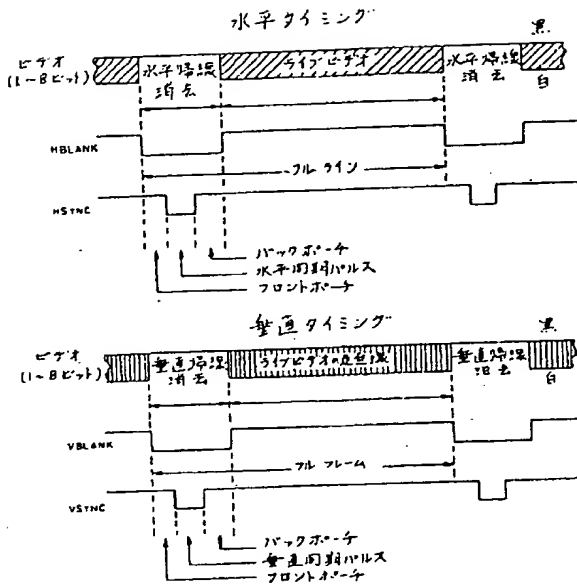 水平タイミング
黒
ビデオ
(1~8ビット)
水平帰線
消去
ライブビデオ
水平帰線
消去
白
HBLANK
フルライン
HSYNC
バックポーチ
水平同期パルス
フロントポーチ
垂直タイミング
黒
ビデオ
(1~8ビット)
垂直帰線
消去
ライブビデオの
垂直帰線
消去
白
VBLANK
フルフレーム
VSYNC
バックポーチ
垂直同期パルス
フロントポーチ